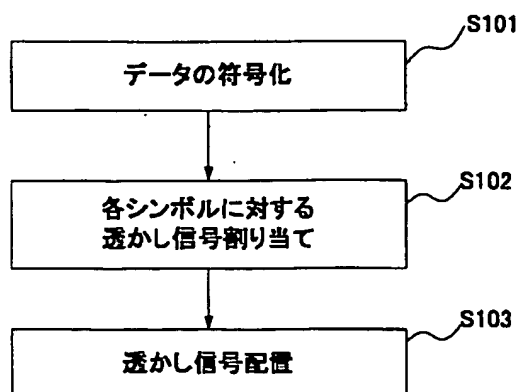 S101
データの符号化
S102
各シンボルに対する
透かし信号割り当て
S103
透かし信号配置